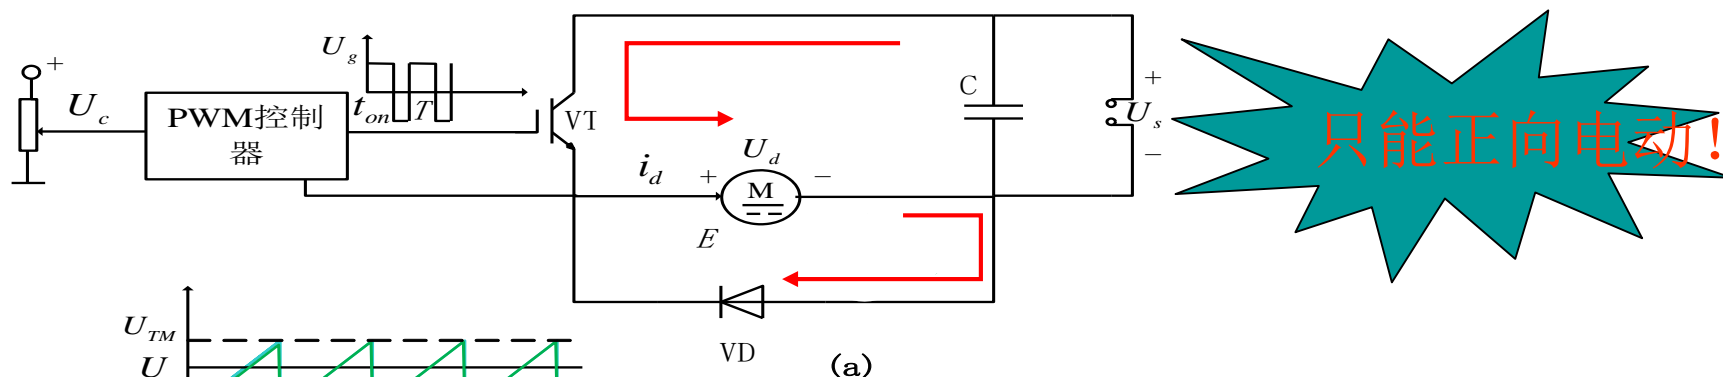 +
U_c
PWM控制
器
U_g
t_on
T
VT
i_d
+
U_d
−
M
E
VD
C
+
U_s
−
只能正向电动!
U_TM
U
(a)